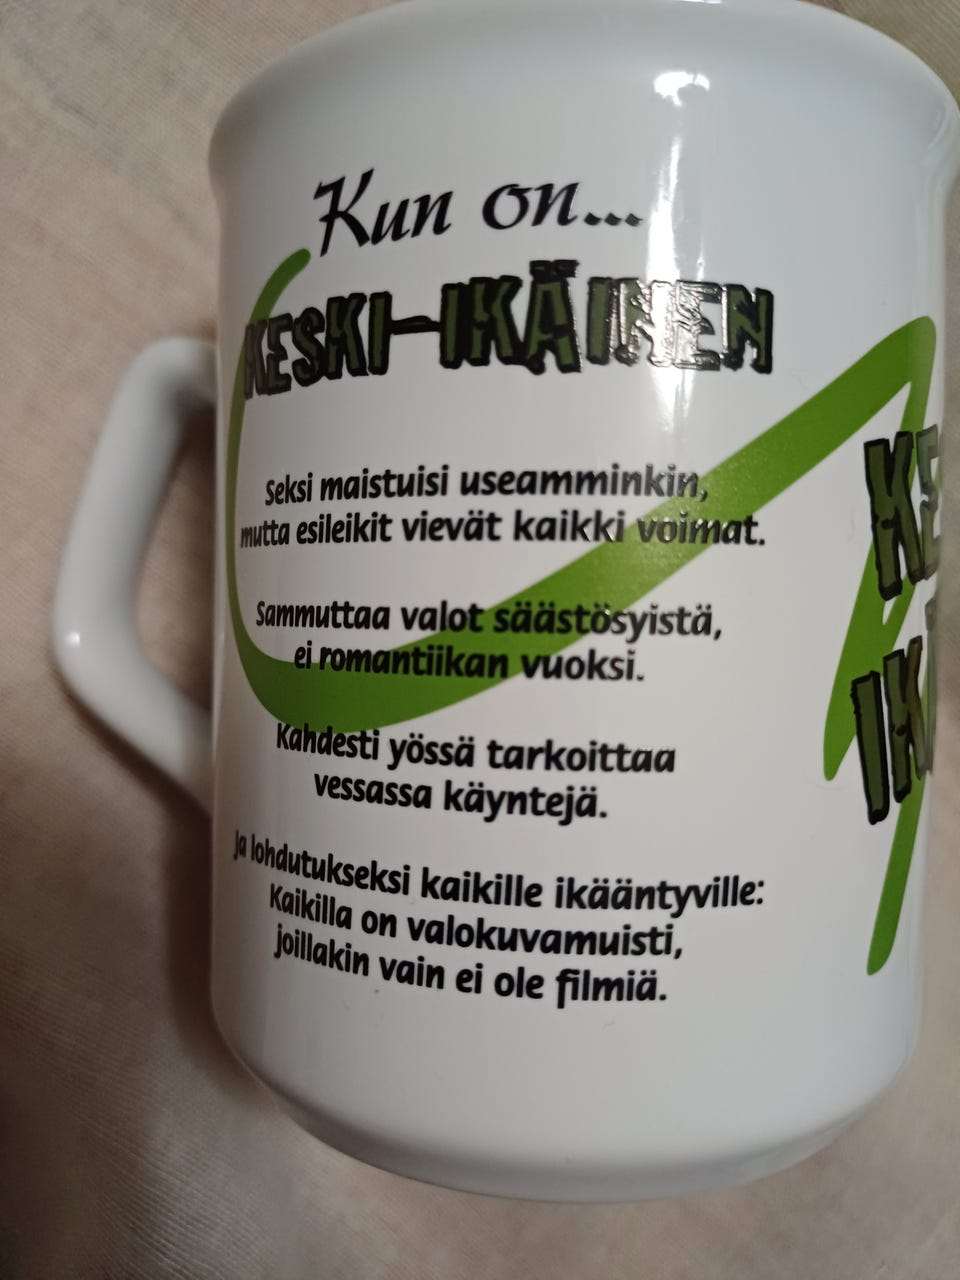 Kun on...
KESKI-IKÄINEN
Seksi maistuisi useamminkin,
mutta esileikit vievät kaikki voimat.
Sammuttaa valot säästösyistä,
ei romantiikan vuoksi.
Kahdesti yössä tarkoittaa
vessassa käyntejä.
Ja lohdutukseksi kaikille ikääntyville:
Kaikilla on valokuvamuisti,
joillakin vain ei ole filmiä.